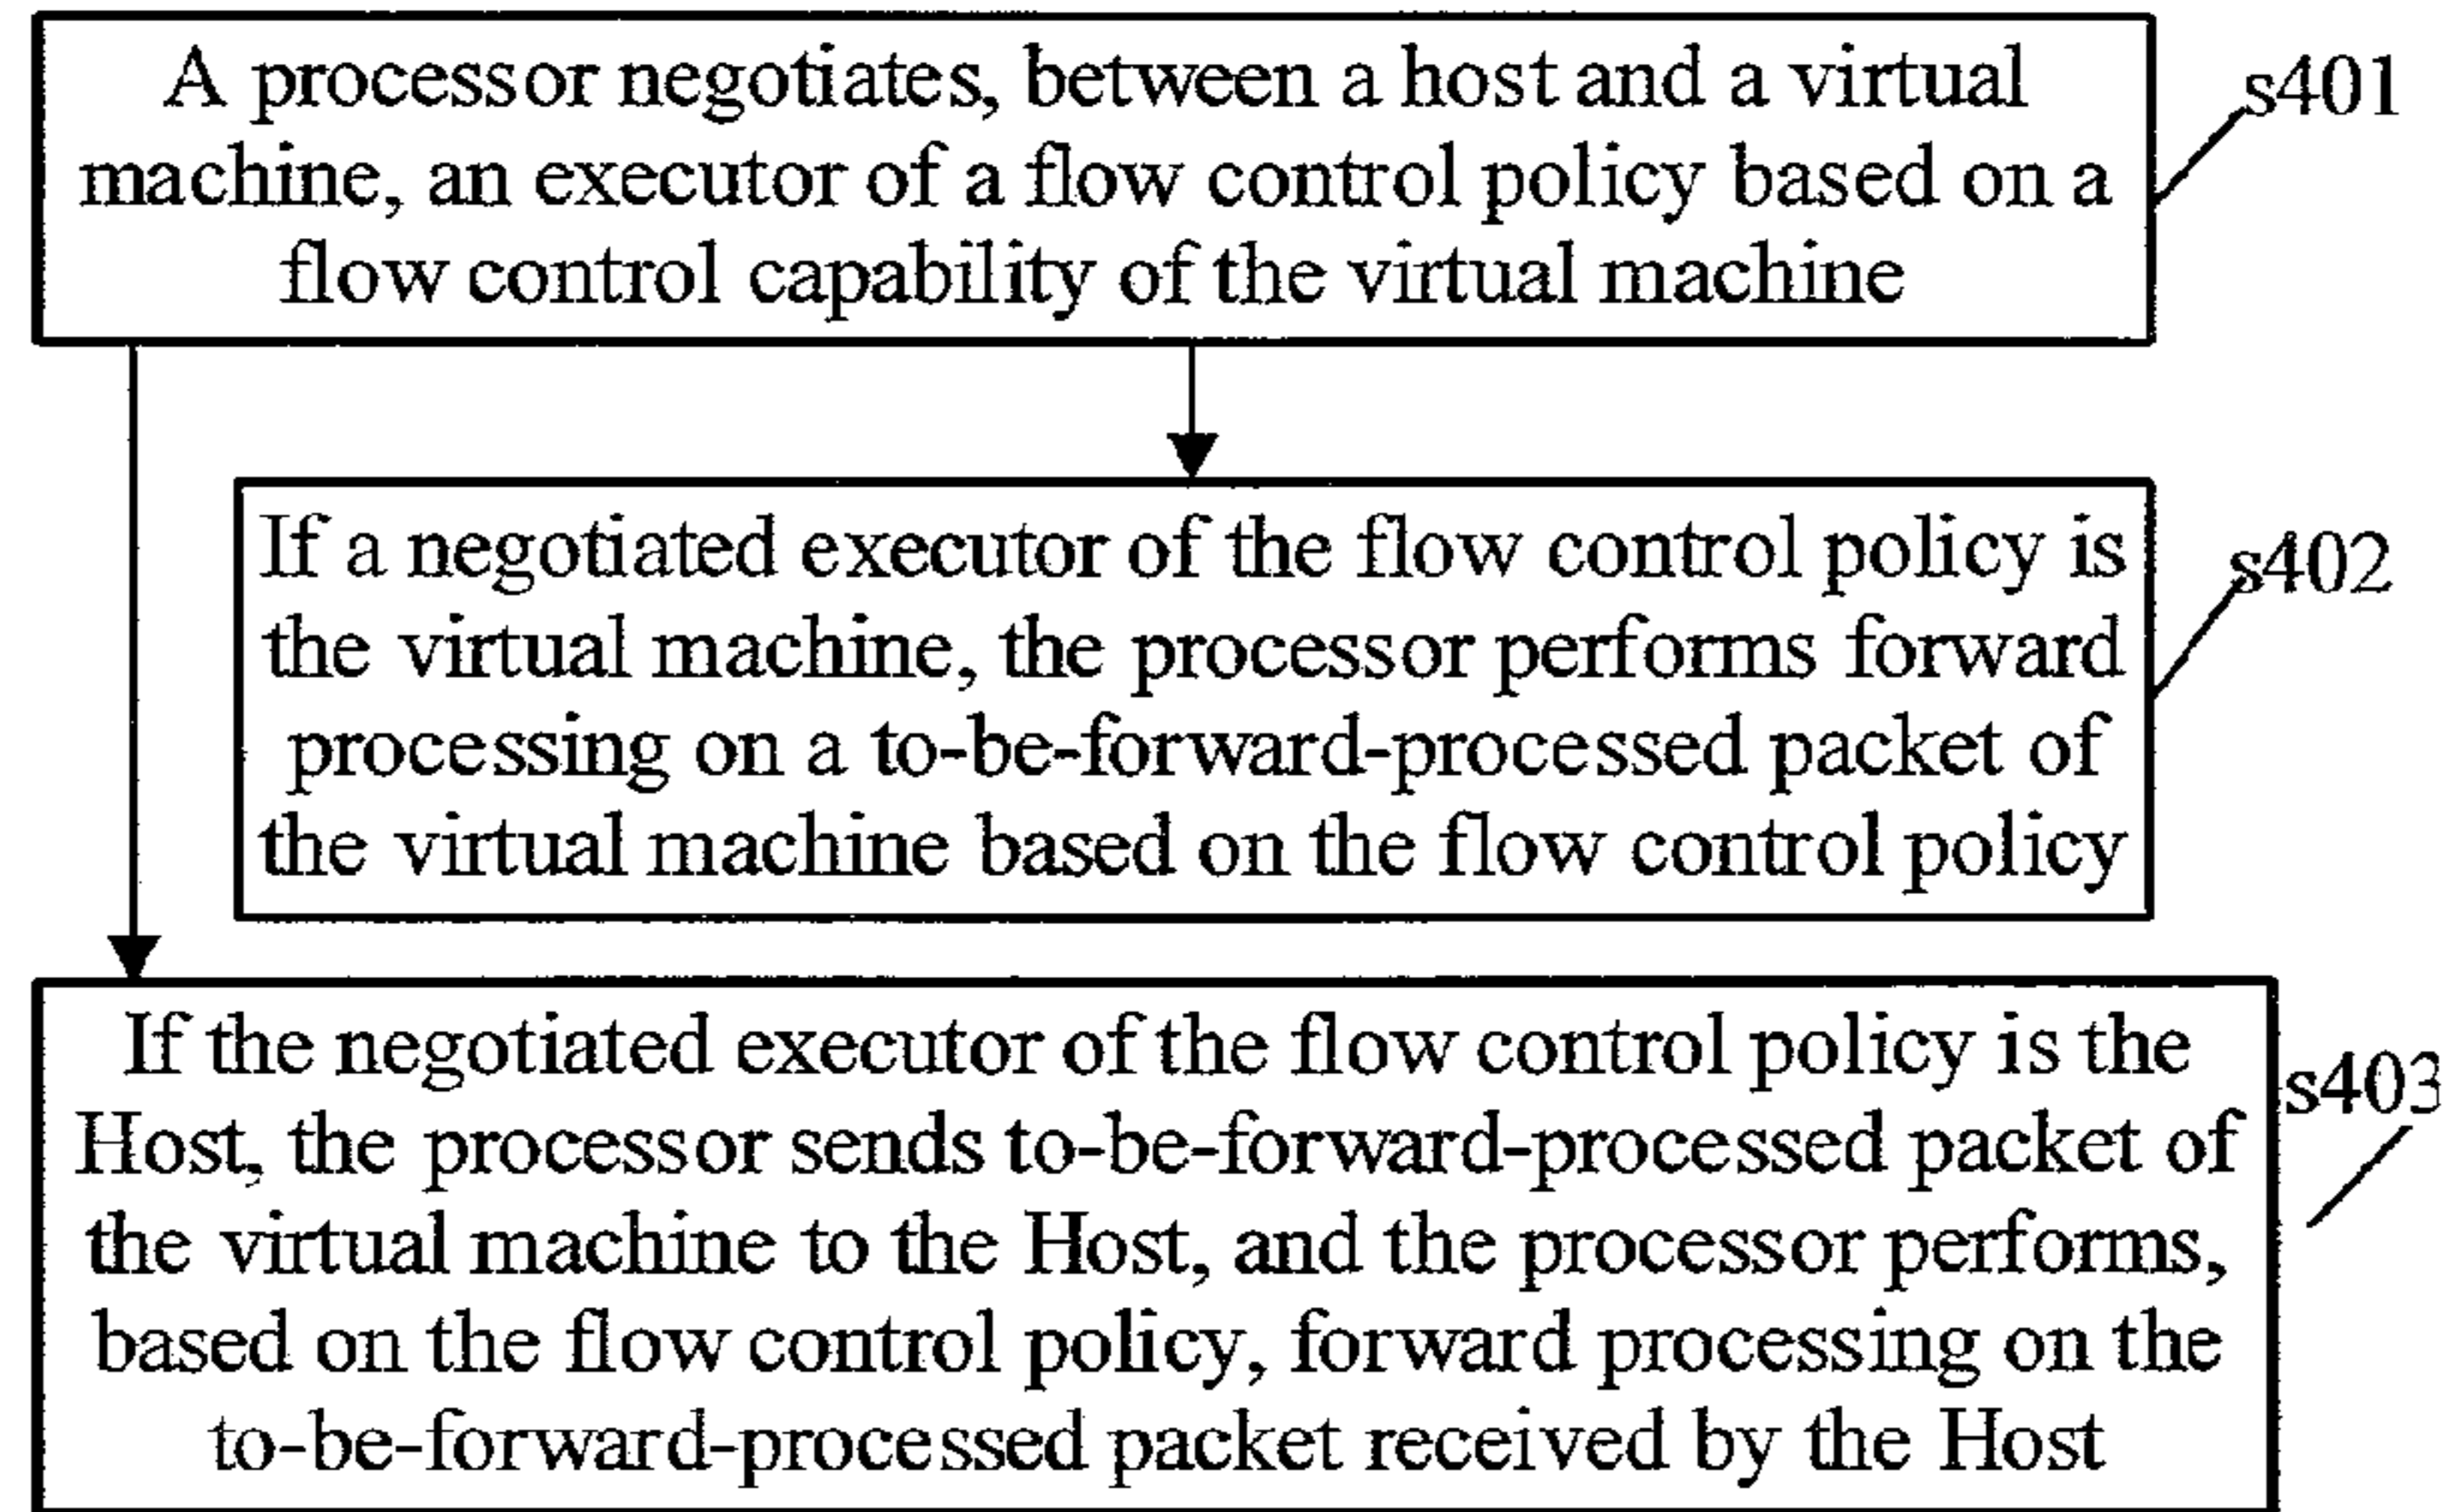 A processor negotiates, between a host and a virtual
machine, an executor of a flow control policy based on a
flow control capability of the virtual machine
s401
If a negotiated executor of the flow control policy is
the virtual machine, the processor performs forward
processing on a to-be-forward-processed packet of
the virtual machine based on the flow control policy
s402
If the negotiated executor of the flow control policy is the
Host, the processor sends to-be-forward-processed packet of
the virtual machine to the Host, and the processor performs,
based on the flow control policy, forward processing on the
to-be-forward-processed packet received by the Host
s403